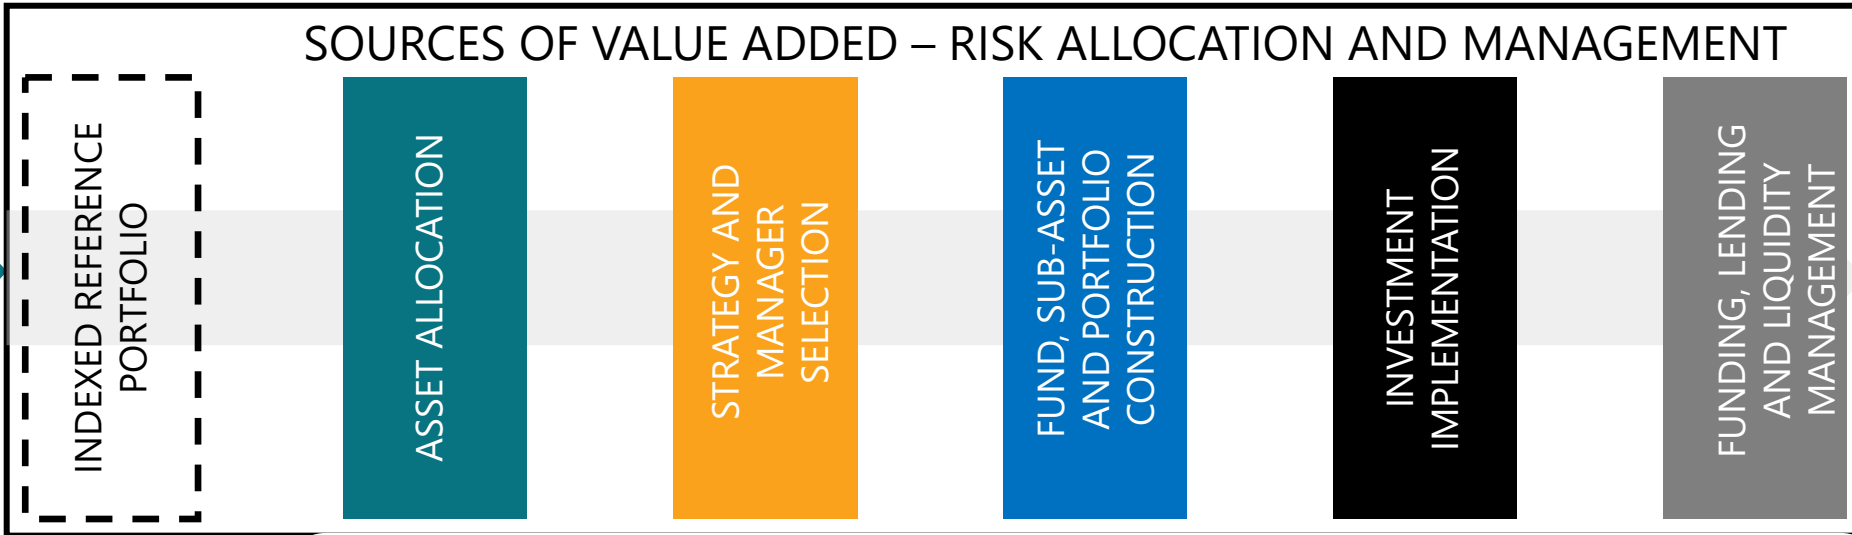 SOURCES OF VALUE ADDED – RISK ALLOCATION AND MANAGEMENT
INDEXED REFERENCE
PORTFOLIO
ASSET ALLOCATION
STRATEGY AND
MANAGER
SELECTION
FUND, SUB-ASSET
AND PORTFOLIO
CONSTRUCTION
INVESTMENT
IMPLEMENTATION
FUNDING, LENDING
AND LIQUIDITY
MANAGEMENT